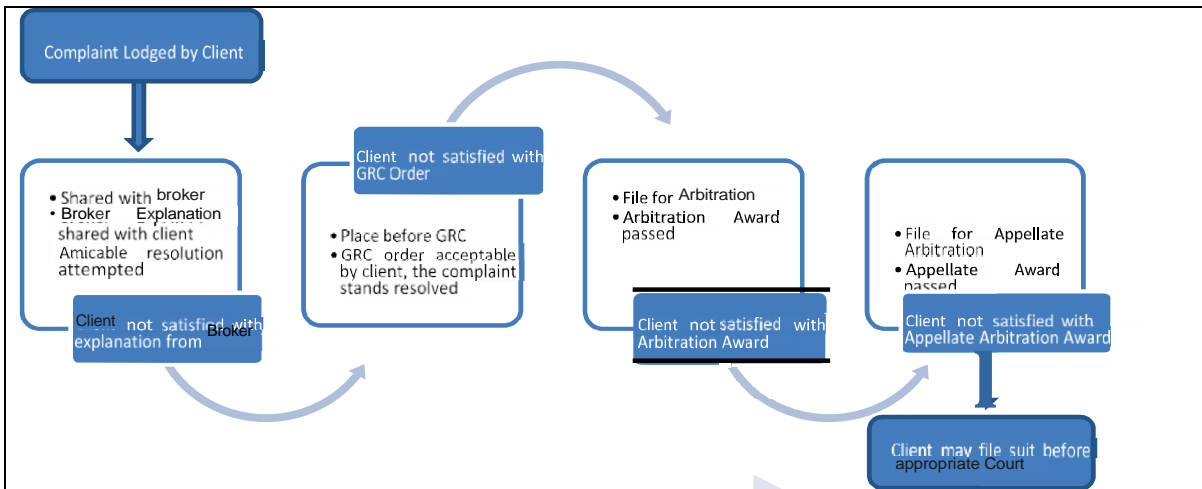 Complaint Lodged by Client
• Shared with broker
• Broker Explanation
shared with client
Amicable resolution
attempted
Client not satisfied with
explanation from Broker
Client not satisfied with
GRC Order
• Place before GRC
• GRC order acceptable
by client, the complaint
stands resolved
• File for Arbitration
• Arbitration Award
passed
Client not satisfied with
Arbitration Award
• File for Appellate
Arbitration
• Appellate Award
passed
Client not satisfied with
Appellate Arbitration Award
Client may file suit before
appropriate Court